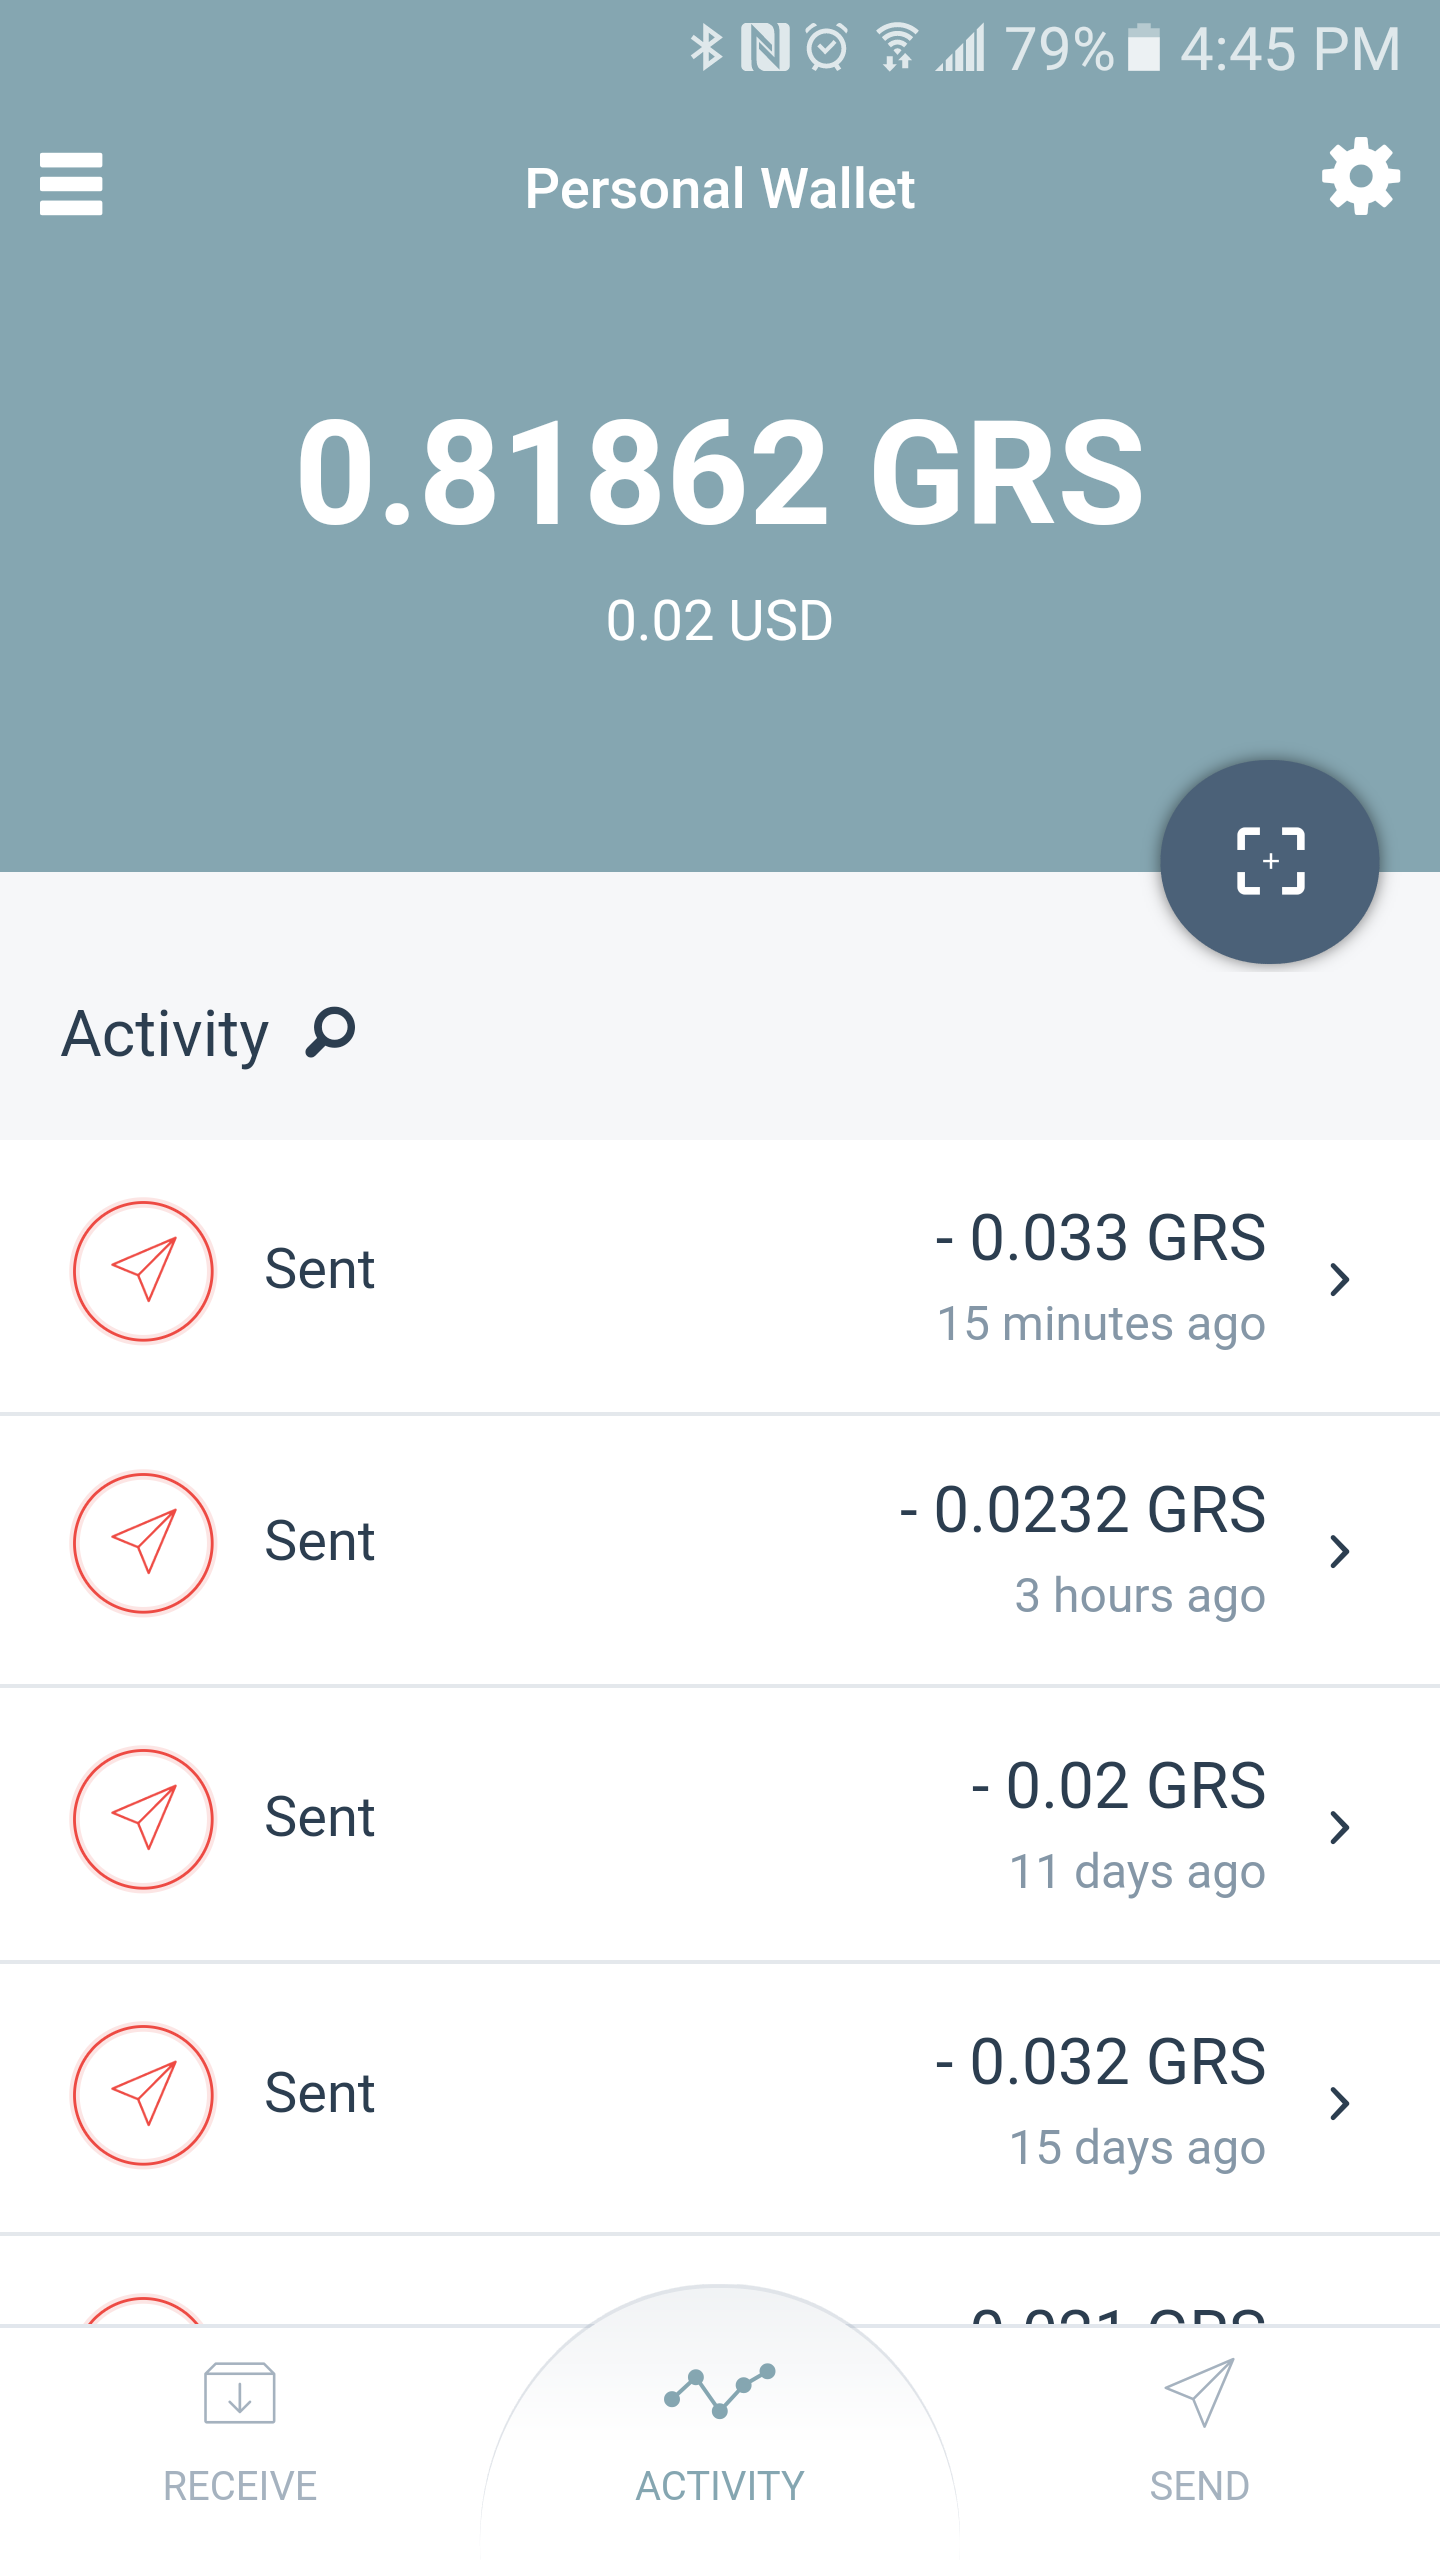 79% 4:45 PM
Personal Wallet
0.81862 GRS
0.02 USD
Activity
Sent
- 0.033 GRS
15 minutes ago
Sent
- 0.0232 GRS
3 hours ago
Sent
- 0.02 GRS
11 days ago
Sent
- 0.032 GRS
15 days ago
RECEIVE
ACTIVITY
SEND